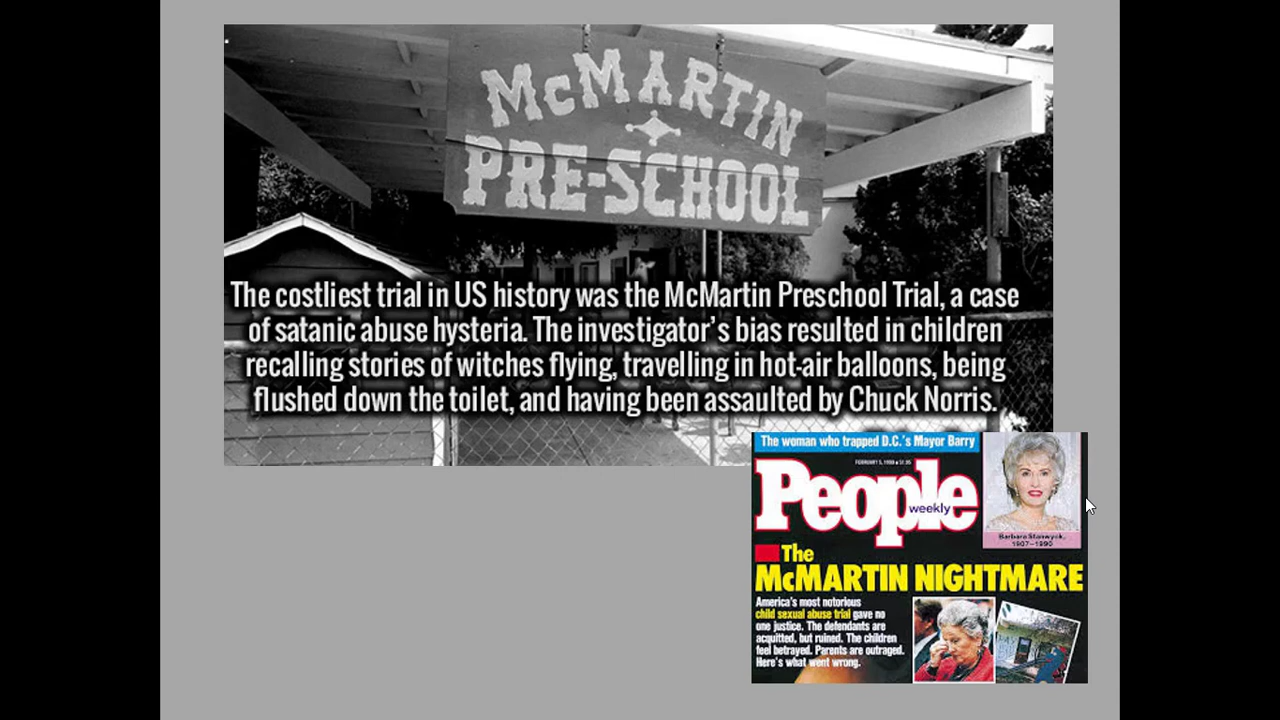 McMARTIN
PRE-SCHOOL
The costliest trial in US history was the McMartin Preschool Trial, a case
of satanic abuse hysteria. The investigator's bias resulted in children
recalling stories of witches flying, travelling in hot-air balloons, being
flushed down the toilet, and having been assaulted by Chuck Norris.
The woman who trapped D.C.'s Mayor Barry
People
weekly
Barbara Stanwyck,
1907–1990
The
McMARTIN NIGHTMARE
America's most notorious
child sexual abuse trial gave no
one justice. The defendants are
acquitted, but ruined. The children
feel betrayed. Parents are outraged.
Here's what went wrong.